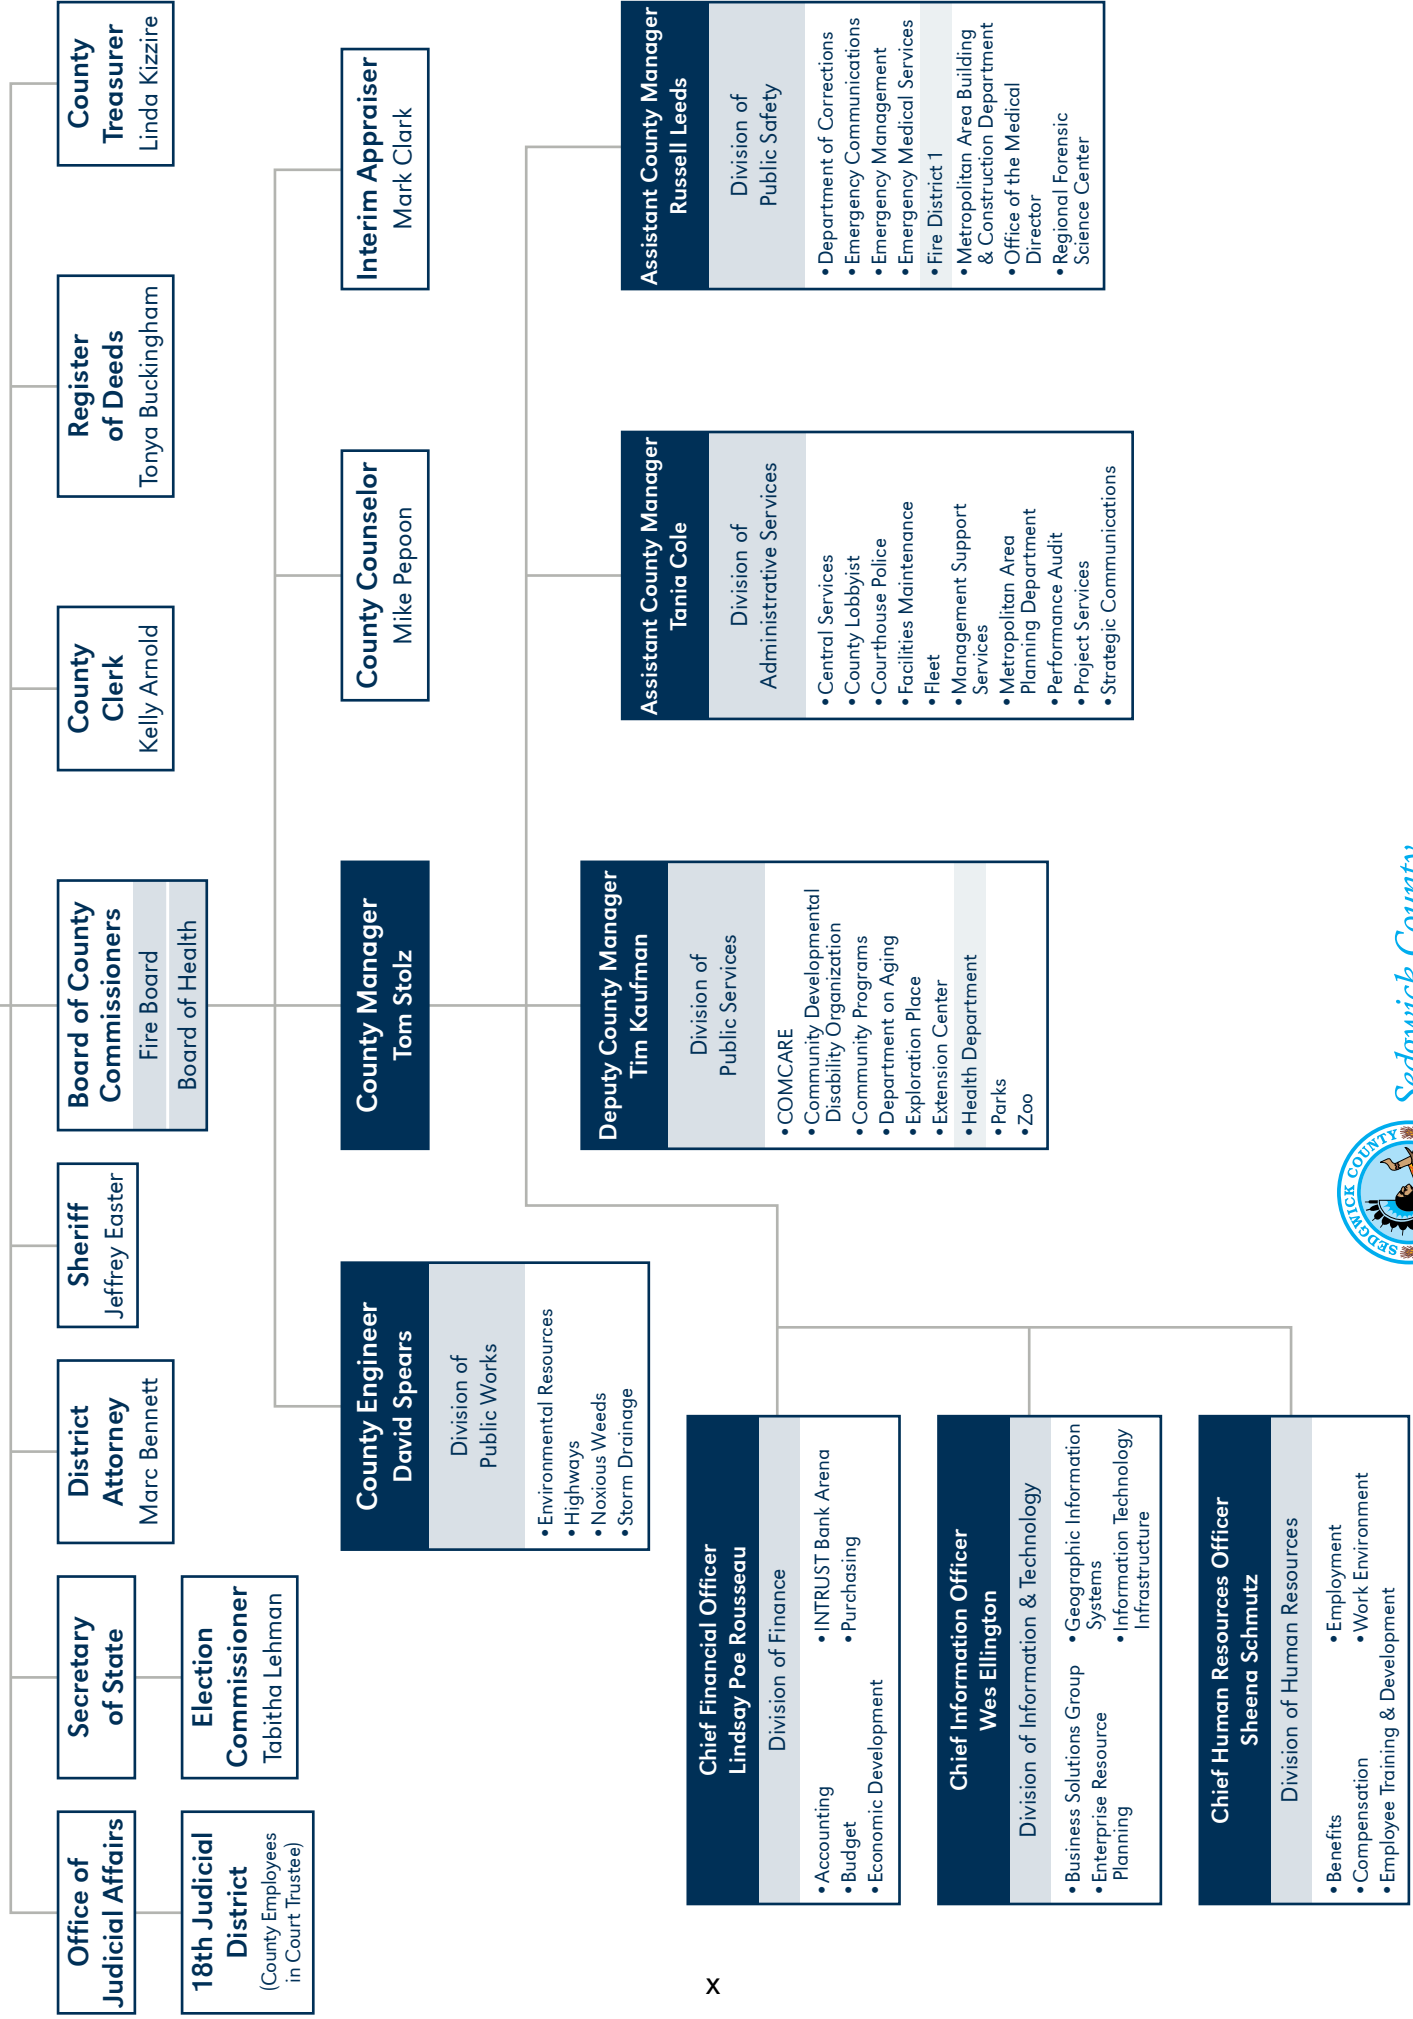 Office of
Judicial Affairs
18th Judicial
District
(County Employees
in Court Trustee)
Secretary
of State
Election
Commissioner
Tabitha Lehman
District
Attorney
Marc Bennett
Sheriff
Jeffrey Easter
Board of County
Commissioners
Fire Board
Board of Health
County
Clerk
Kelly Arnold
Register
of Deeds
Tonya Buckingham
County
Treasurer
Linda Kizzire
County Engineer
David Spears
Division of
Public Works
• Environmental Resources
• Highways
• Noxious Weeds
• Storm Drainage
County Manager
Tom Stolz
County Counselor
Mike Pepoon
Interim Appraiser
Mark Clark
Deputy County Manager
Tim Kaufman
Division of
Public Services
• COMCARE
• Community Developmental
Disability Organization
• Community Programs
• Department on Aging
• Exploration Place
• Extension Center
• Health Department
• Parks
• Zoo
Assistant County Manager
Tania Cole
Division of
Administrative Services
• Central Services
• County Lobbyist
• Courthouse Police
• Facilities Maintenance
• Fleet
• Management Support
Services
• Metropolitan Area
Planning Department
• Performance Audit
• Project Services
• Strategic Communications
Assistant County Manager
Russell Leeds
Division of
Public Safety
• Department of Corrections
• Emergency Communications
• Emergency Management
• Emergency Medical Services
• Fire District 1
• Metropolitan Area Building
& Construction Department
• Office of the Medical
Director
• Regional Forensic
Science Center
Chief Financial Officer
Lindsay Poe Rousseau
Division of Finance
• Accounting
• Budget
• Economic Development
• INTRUST Bank Arena
• Purchasing
Chief Information Officer
Wes Ellington
Division of Information & Technology
• Business Solutions Group
• Enterprise Resource
Planning
• Geographic Information
Systems
• Information Technology
Infrastructure
Chief Human Resources Officer
Sheena Schmutz
Division of Human Resources
• Benefits
• Compensation
• Employee Training & Development
• Employment
• Work Environment
SEDGWICK COUNTY
Sedgwick County
x